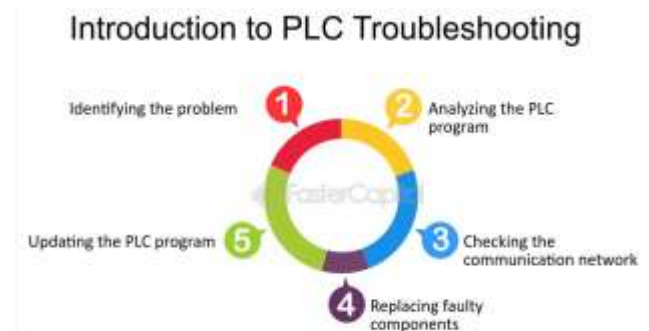 Introduction to PLC Troubleshooting
Identifying the problem
1
2
Analyzing the PLC
program
FasterCapital
Updating the PLC program
5
3
Checking the
communication network
4
Replacing faulty
components